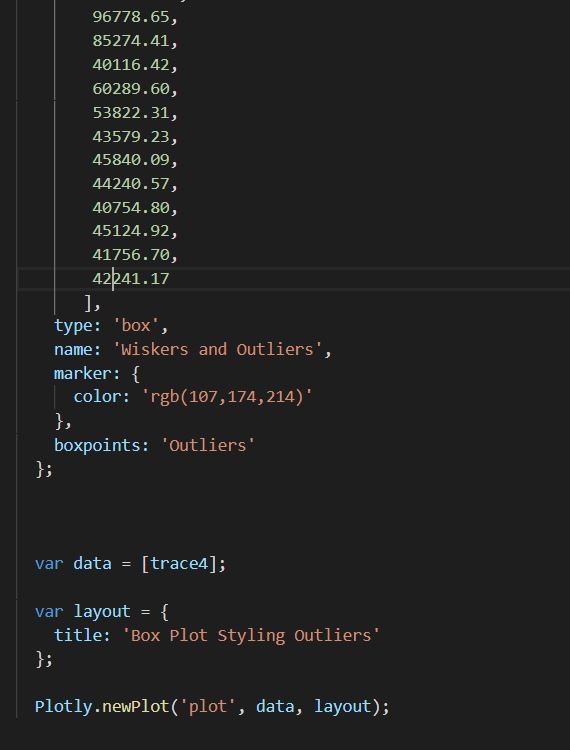 96778.65,
85274.41,
40116.42,
60289.60,
53822.31,
43579.23,
45840.09,
44240.57,
40754.80,
45124.92,
41756.70,
42241.17
],
type: 'box',
name: 'Wiskers and Outliers',
marker: {
color: 'rgb(107,174,214)'
},
boxpoints: 'Outliers'
};
var data = [trace4];
var layout = {
title: 'Box Plot Styling Outliers'
};
Plotly.newPlot('plot', data, layout);